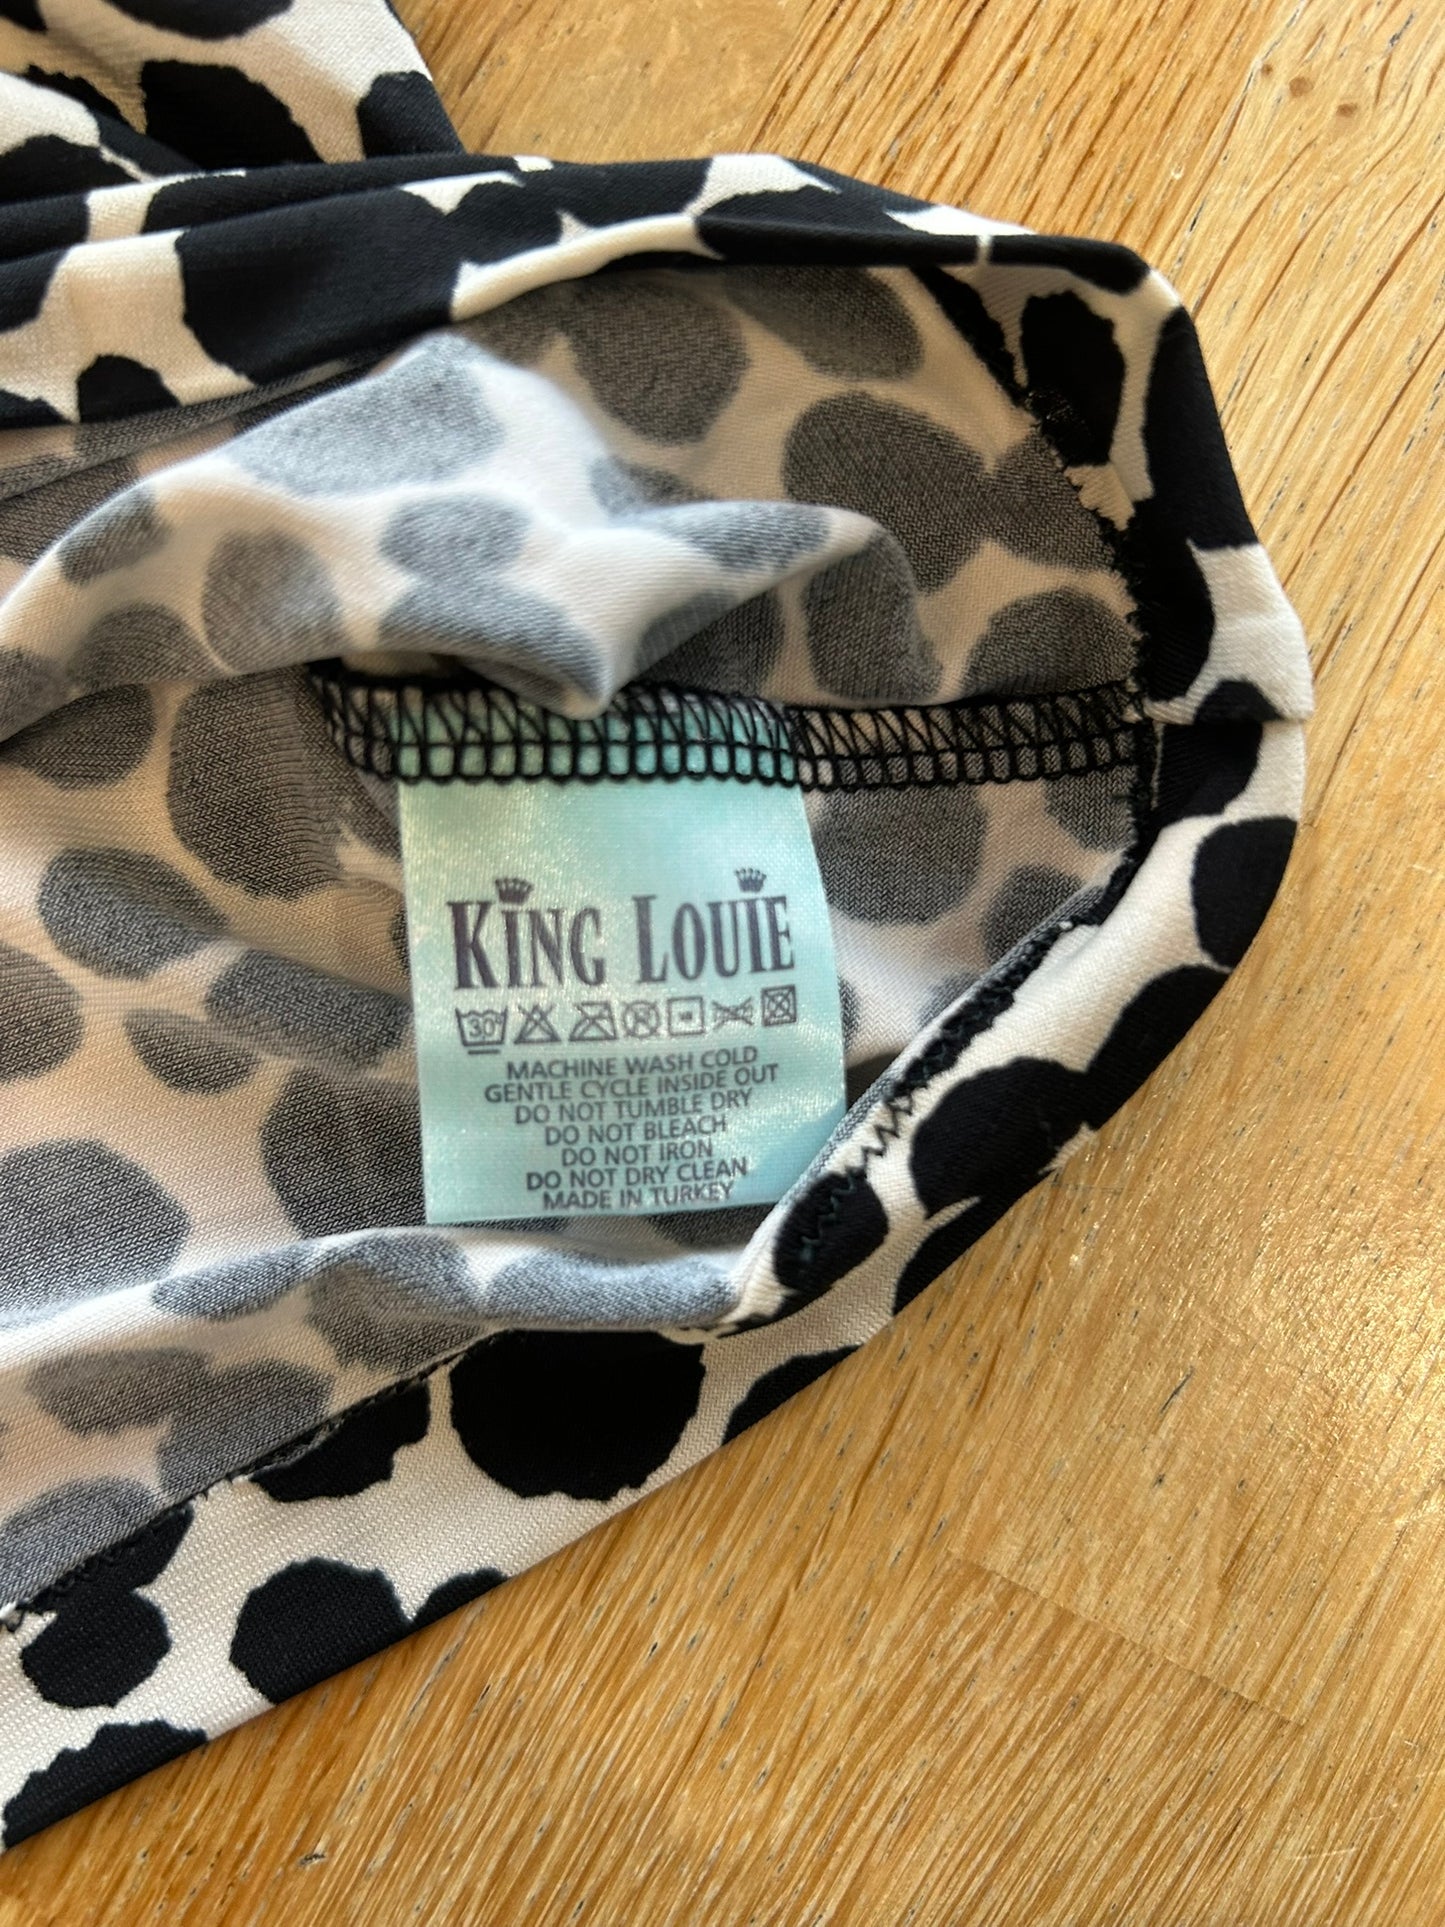 KING LOUIE
30
MACHINE WASH COLD
GENTLE CYCLE INSIDE OUT
DO NOT TUMBLE DRY
DO NOT BLEACH
DO NOT IRON
DO NOT DRY CLEAN
MADE IN TURKEY